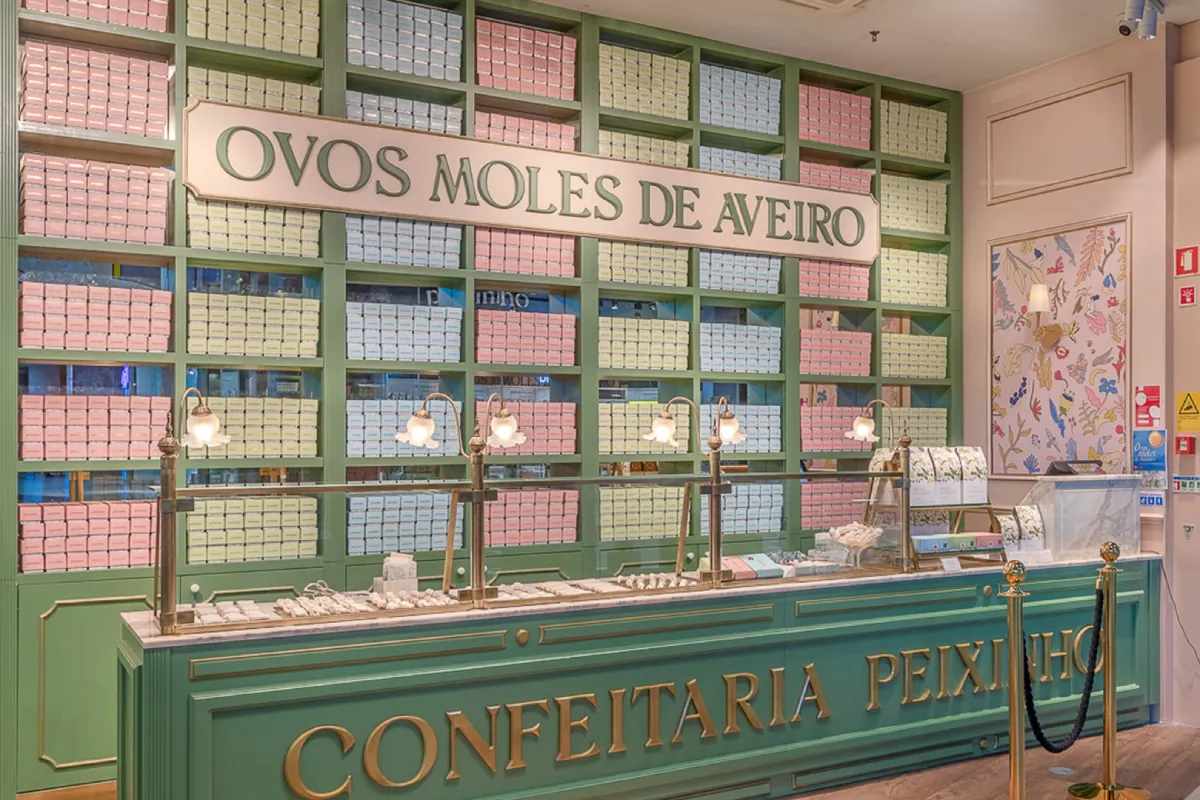 OVOS MOLES DE AVEIRO
CONFEITARIA PEIXINHO